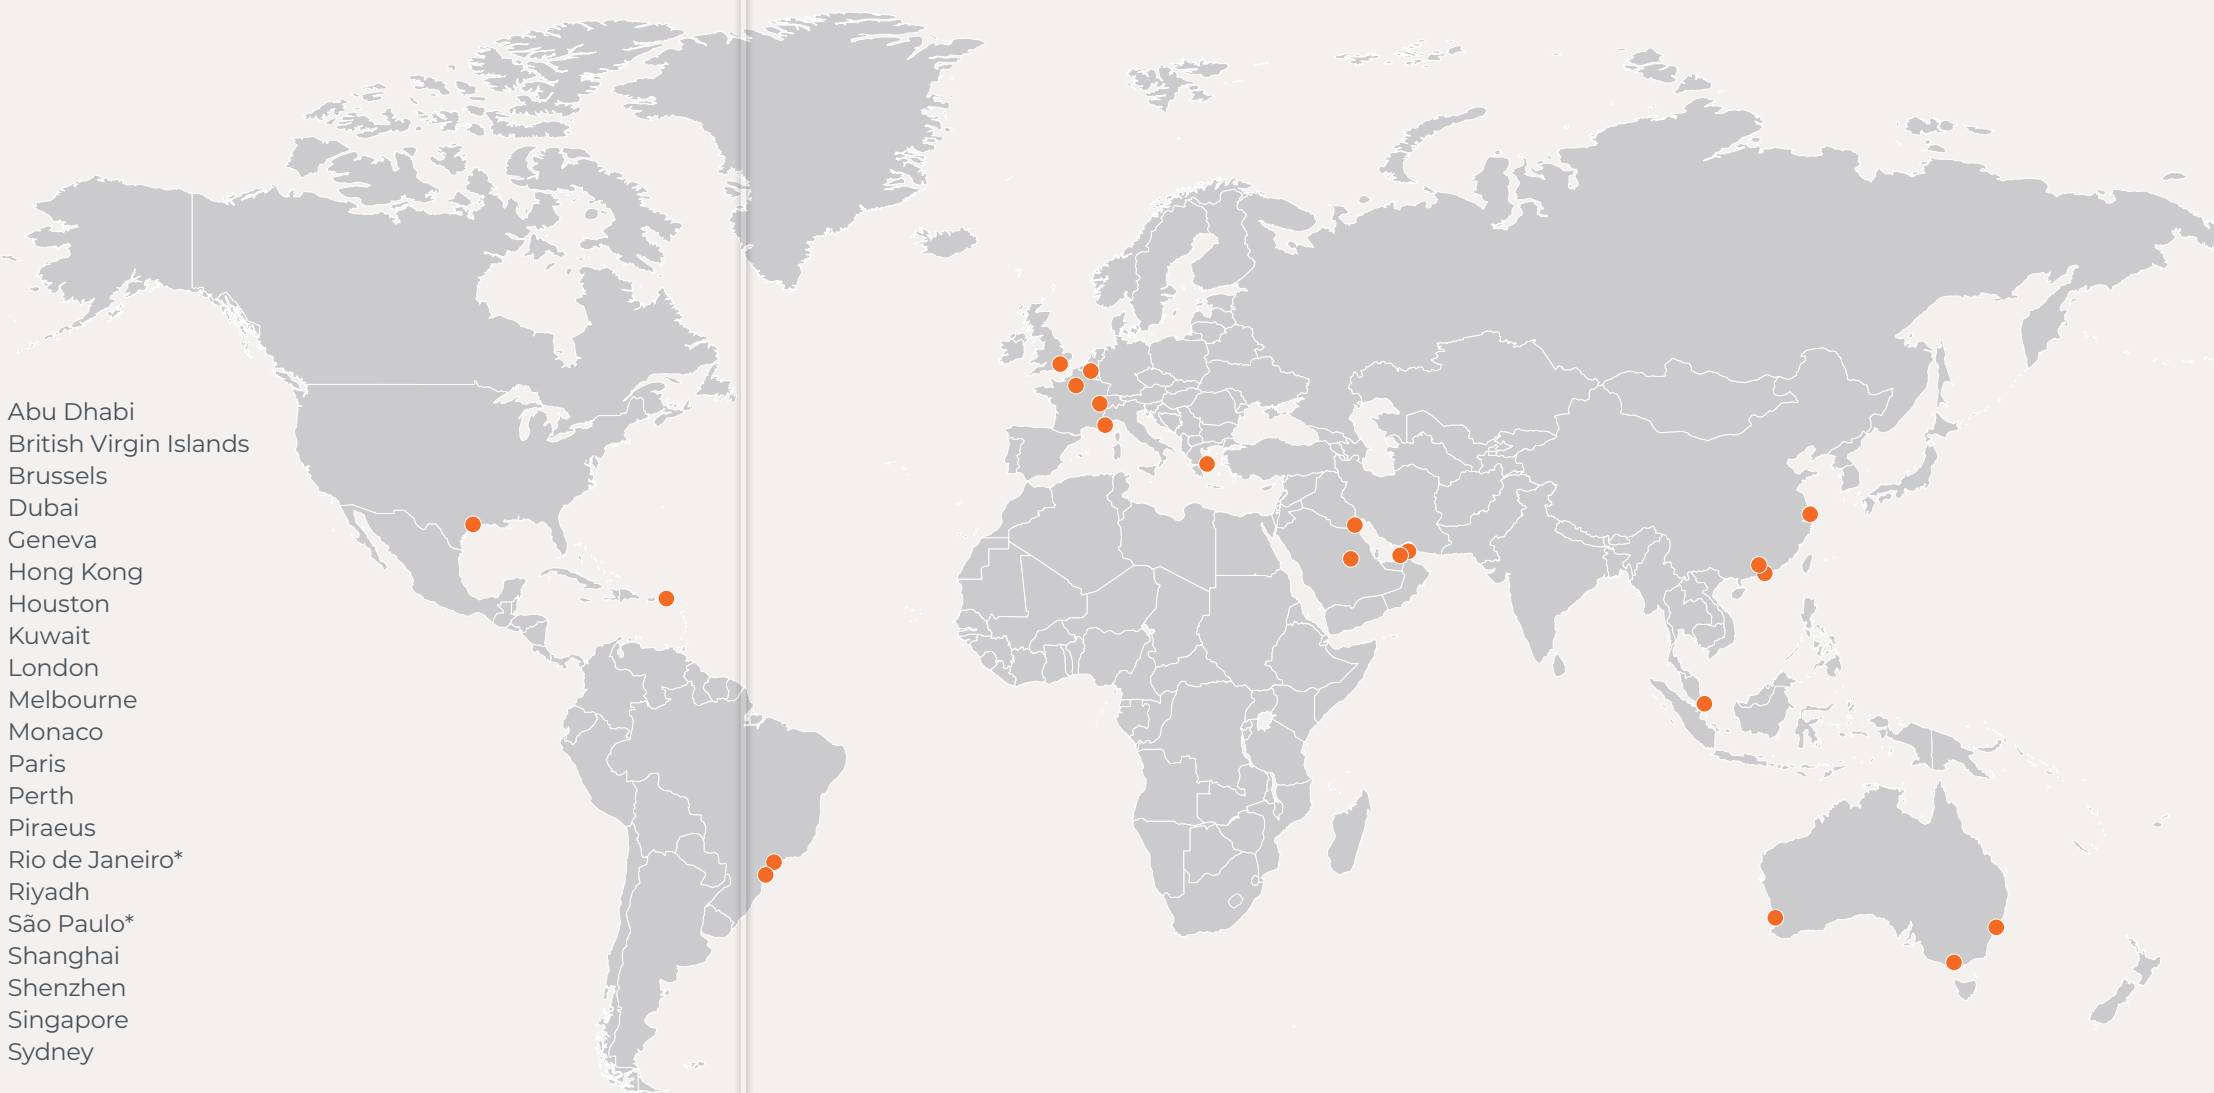 Abu Dhabi
British Virgin Islands
Brussels
Dubai
Geneva
Hong Kong
Houston
Kuwait
London
Melbourne
Monaco
Paris
Perth
Piraeus
Rio de Janeiro*
Riyadh
São Paulo*
Shanghai
Shenzhen
Singapore
Sydney